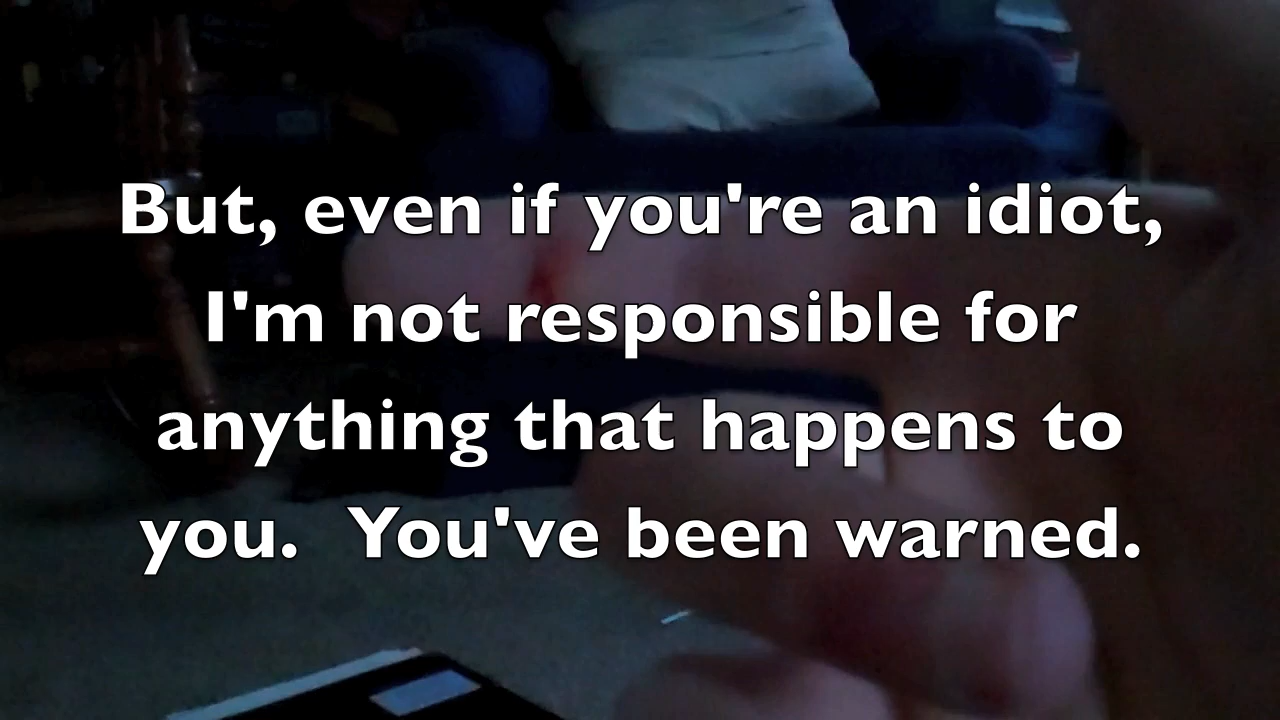 But, even if you're an idiot,
I'm not responsible for
anything that happens to
you.  You've been warned.